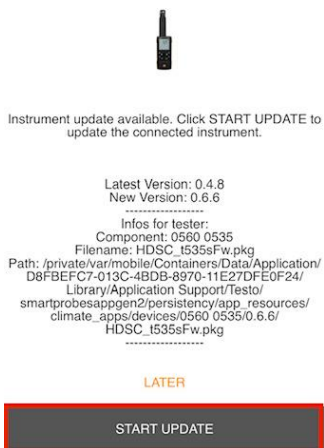 Instrument update available. Click START UPDATE to
update the connected instrument.
Latest Version: 0.4.8
New Version: 0.6.6
------------------
Infos for tester:
Component: 0560 0535
Filename: HDSC_t535sFw.pkg
Path: /private/var/mobile/Containers/Data/Application/
D8FBEFC7-013C-4BDB-8970-11E27DFE0F24/
Library/Application Support/Testo/
smartprobesappgen2/persistency/app_resources/
climate_apps/devices/0560 0535/0.6.6/
HDSC_t535sFw.pkg
------------------
LATER
START UPDATE